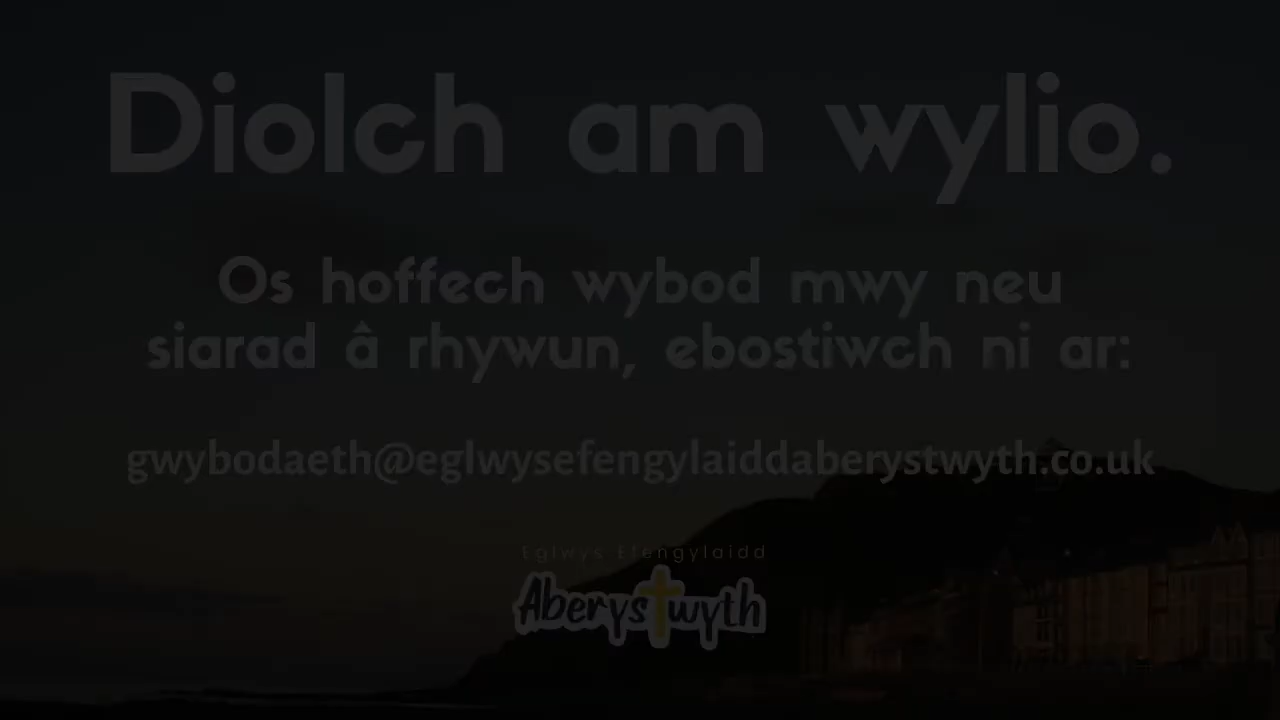 Diolch am wylio.
Os hoffech wybod mwy neu
siarad â rhywun, ebostiwch ni ar:
gwybodaeth@eglwysefengylaiddaberystwyth.co.uk
Eglwys Efengylaidd
Aberystwyth